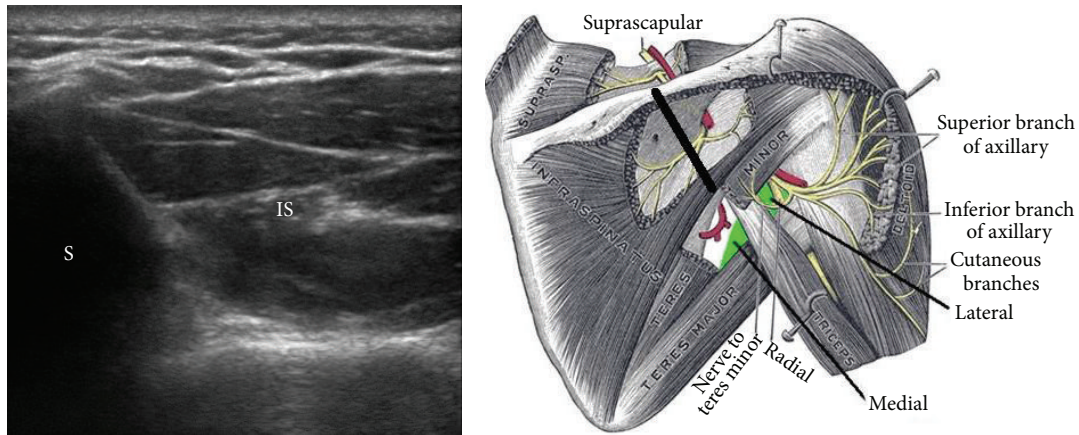 S
IS
Suprascapular
SUPRASP
INFRASPINATUS
MINOR
TERES
TERES MAJOR
TRICEPS
DELTOID
Superior branch
of axillary
Inferior branch
of axillary
Cutaneous
branches
Lateral
Medial
Nerve to
teres minor
Radial